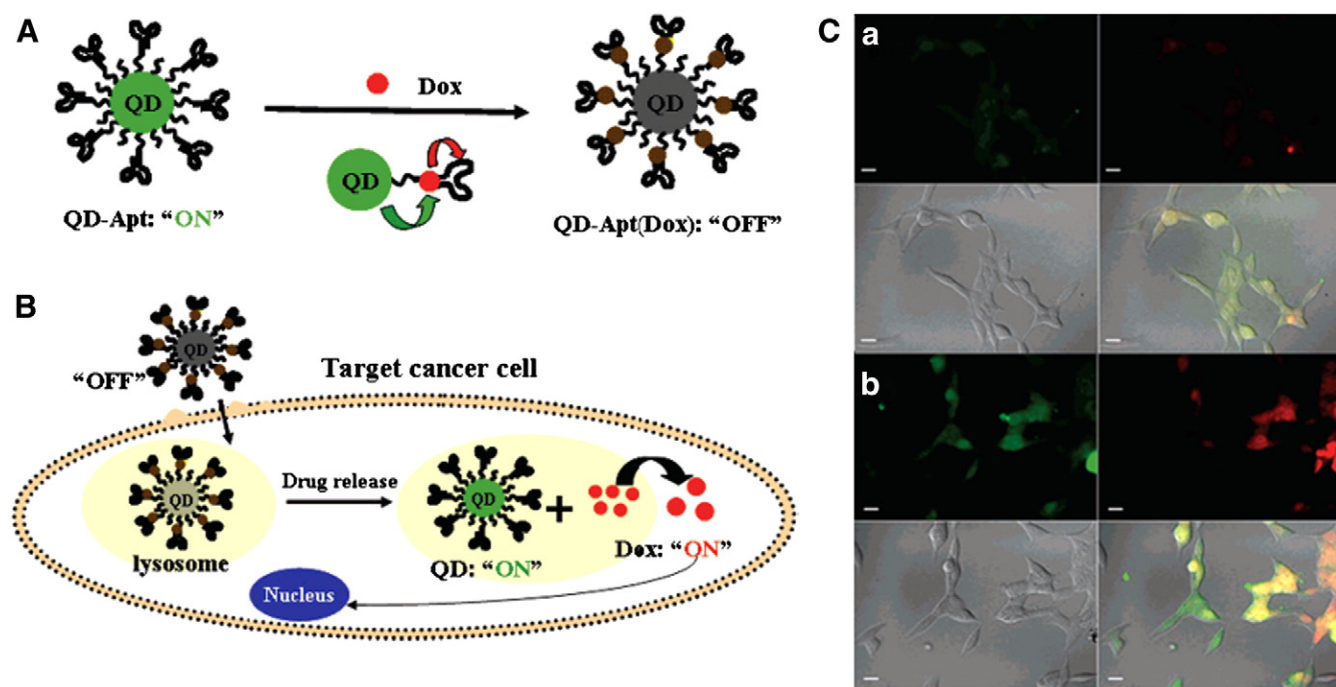 A
QD
Dox
QD
QD
QD-Apt: “ON”
QD-Apt(Dox): “OFF”
B
QD
“OFF”
Target cancer cell
QD
Drug release
QD
+
lysosome
QD: “ON”
Dox: “ON”
Nucleus
C
a
b